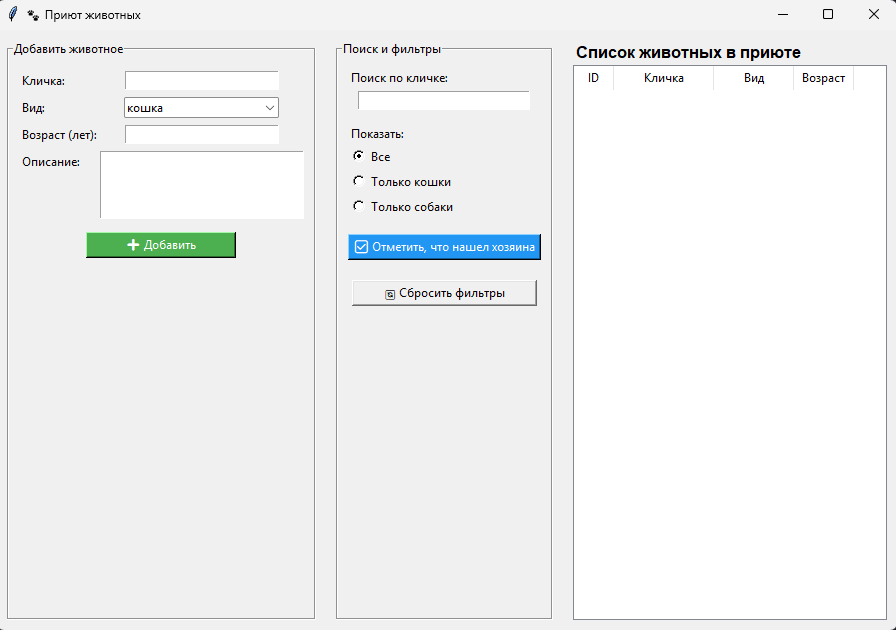 Приют животных
Добавить животное
Кличка:
Вид:
кошка
Возраст (лет):
Описание:
Добавить
Поиск и фильтры
Поиск по кличке:
Показать:
Все
Только кошки
Только собаки
Отметить, что нашел хозяина
Сбросить фильтры
Список животных в приюте
ID Кличка Вид Возраст